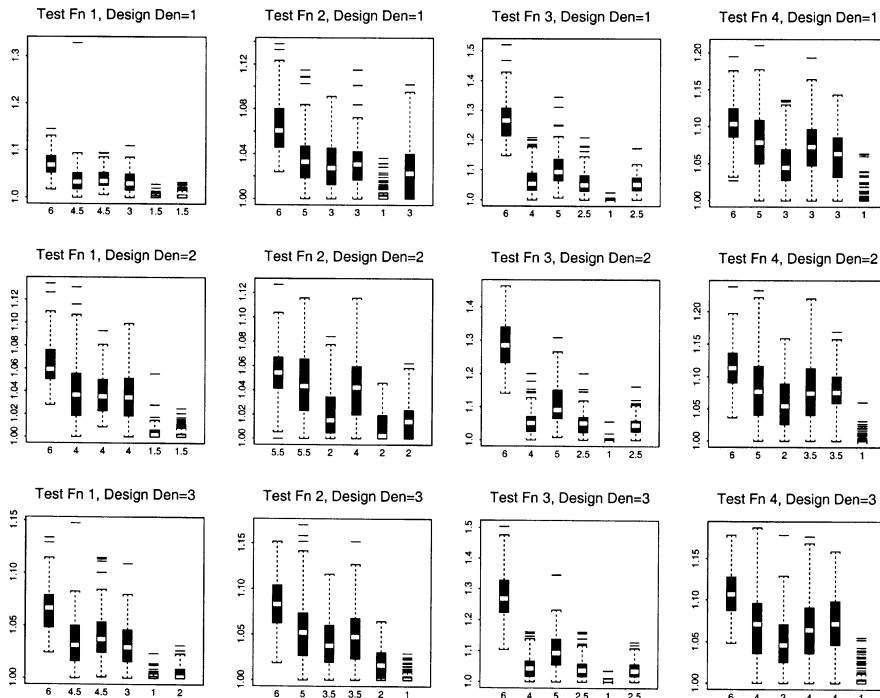 Test Fn 1, Design Den=1
Test Fn 2, Design Den=1
Test Fn 3, Design Den=1
Test Fn 4, Design Den=1
1.0 1.1 1.2 1.3
1.00 1.04 1.08 1.12
1.0 1.1 1.2 1.3 1.4 1.5
1.00 1.05 1.10 1.15 1.20
6 4.5 4.5 3 1.5 1.5
6 5 3 3 1 3
6 4 5 2.5 1 2.5
6 5 3 3 3 1
Test Fn 1, Design Den=2
Test Fn 2, Design Den=2
Test Fn 3, Design Den=2
Test Fn 4, Design Den=2
1.00 1.02 1.04 1.06 1.08 1.12
1.00 1.02 1.04 1.06 1.08 1.12
1.0 1.1 1.2 1.3 1.4
1.00 1.05 1.10 1.15 1.20
6 4 4 4 1.5 1.5
5.5 5.5 2 4 2 2
6 4 5 2.5 1 2.5
6 5 2 3.5 3.5 1
Test Fn 1, Design Den=3
Test Fn 2, Design Den=3
Test Fn 3, Design Den=3
Test Fn 4, Design Den=3
1.00 1.05 1.10 1.15
1.00 1.05 1.10 1.15
1.0 1.1 1.2 1.3 1.4 1.5
1.00 1.05 1.10 1.15
6 4.5 4.5 3 1 2
6 5 3.5 3.5 2 1
6 4 5 2.5 1 2.5
6 4 2 4 4 1